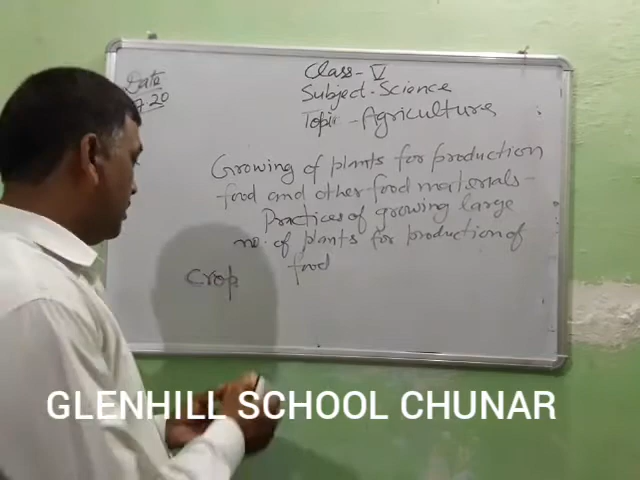 Date
20
Class - V
Subject - Science
Topic - Agriculture
Growing of plants for production
food and other food materials -
Practices of growing large
no. of plants for production of
food
Crop
GLENHILL SCHOOL CHUNAR